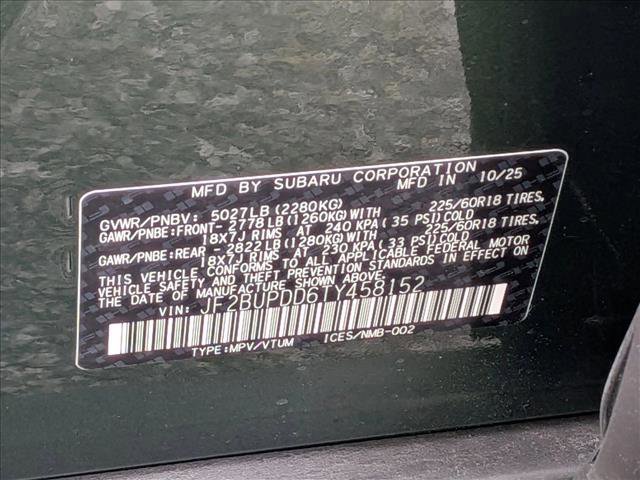 MFD BY SUBARU CORPORATION
MFD IN 10/25
GVWR/PNBV: 5027LB (2280KG)
GAWR/PNBE:FRONT-2778LB(1260KG)WITH 225/60R18 TIRES,
18X7J RIMS AT 240 KPA (35 PSI)COLD
GAWR/PNBE:REAR -2822LB(1280KG)WITH 225/60R18 TIRES,
18X7J RIMS AT 230 KPA (33 PSI)COLD
THIS VEHICLE CONFORMS TO ALL APPLICABLE FEDERAL MOTOR
VEHICLE SAFETY AND THEFT PREVENTION STANDARDS IN EFFECT ON
THE DATE OF MANUFACTURE SHOWN ABOVE.
VIN: JF2BUPDD6TY458152
TYPE:MPV/VTUM ICES/NMB-002